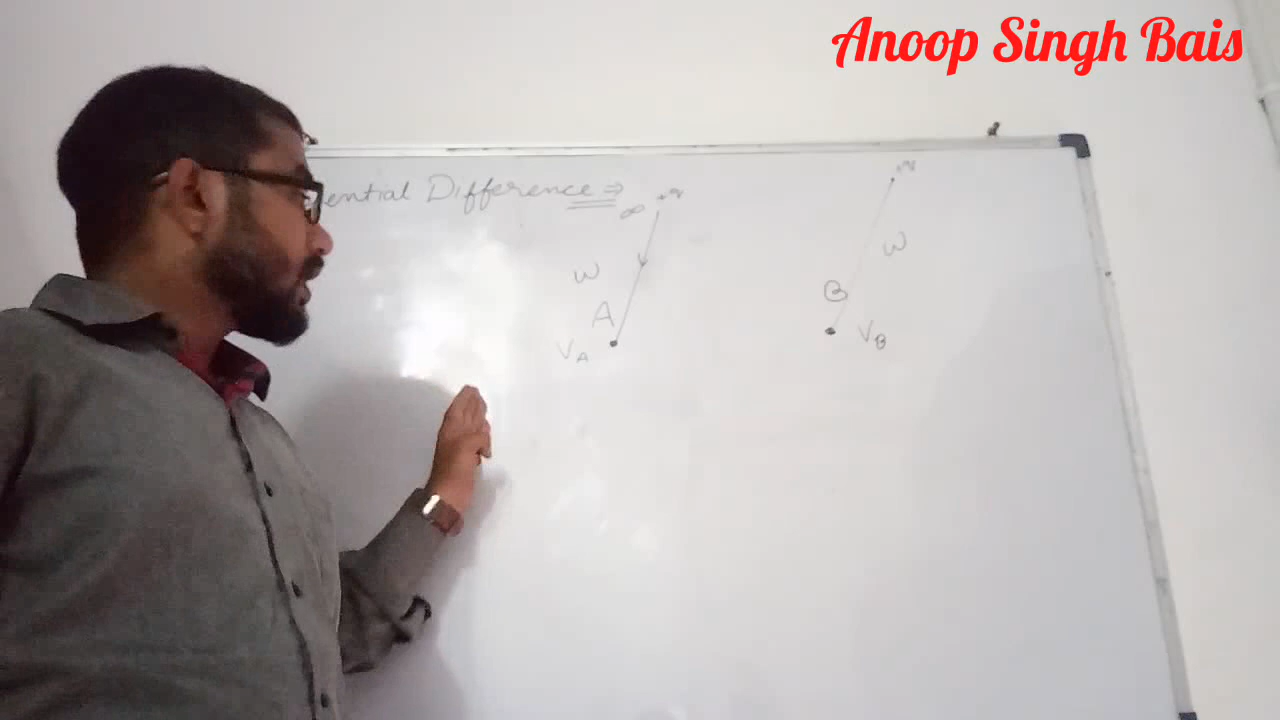 Anoop Singh Bais
ential Difference ⇒
∞ +q
W
A
V_A
+q
W
B
V_B